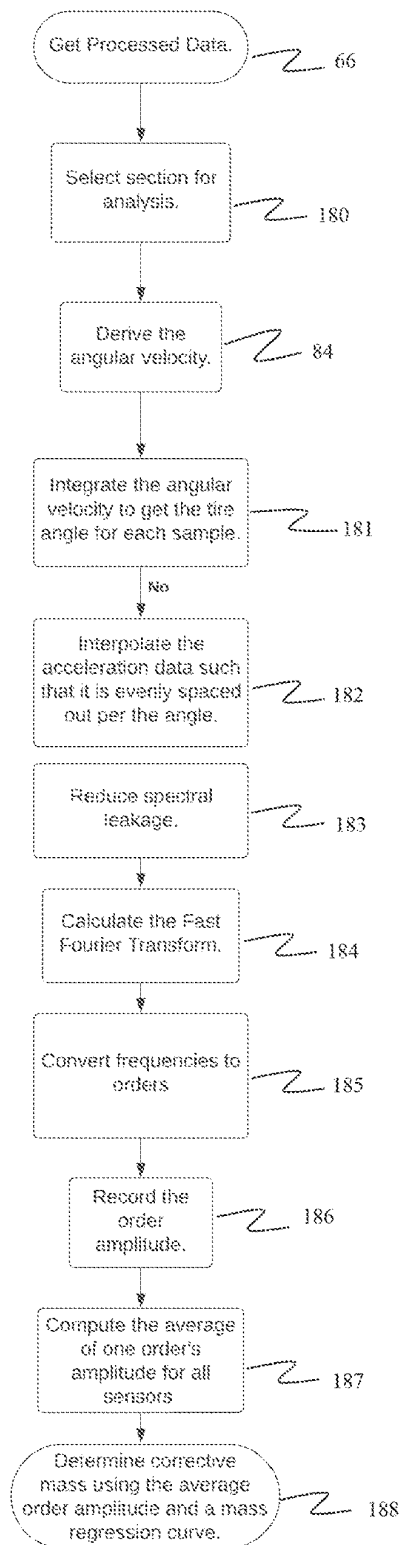 Get Processed Data.
66
Select section for
analysis.
180
Derive the
angular velocity.
84
Integrate the angular
velocity to get the tire
angle for each sample.
181
No
Interpolate the
acceleration data such
that it is evenly spaced
out per the angle.
182
Reduce spectral
leakage.
183
Calculate the Fast
Fourier Transform.
184
Convert frequencies to
orders
185
Record the
order
amplitude.
186
Compute the average
of one order's
amplitude for all
sensors
187
Determine corrective
mass using the average
order amplitude and a mass
regression curve.
188